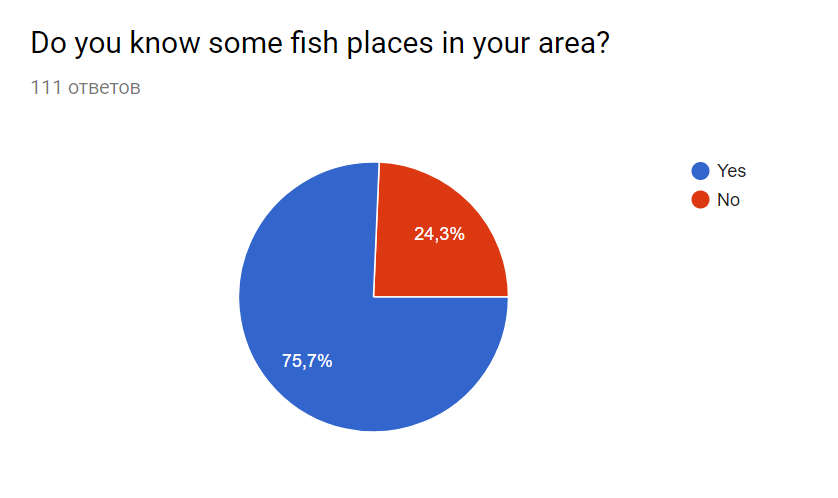 Do you know some fish places in your area?
111 ответов
Yes
No
24,3%
75,7%